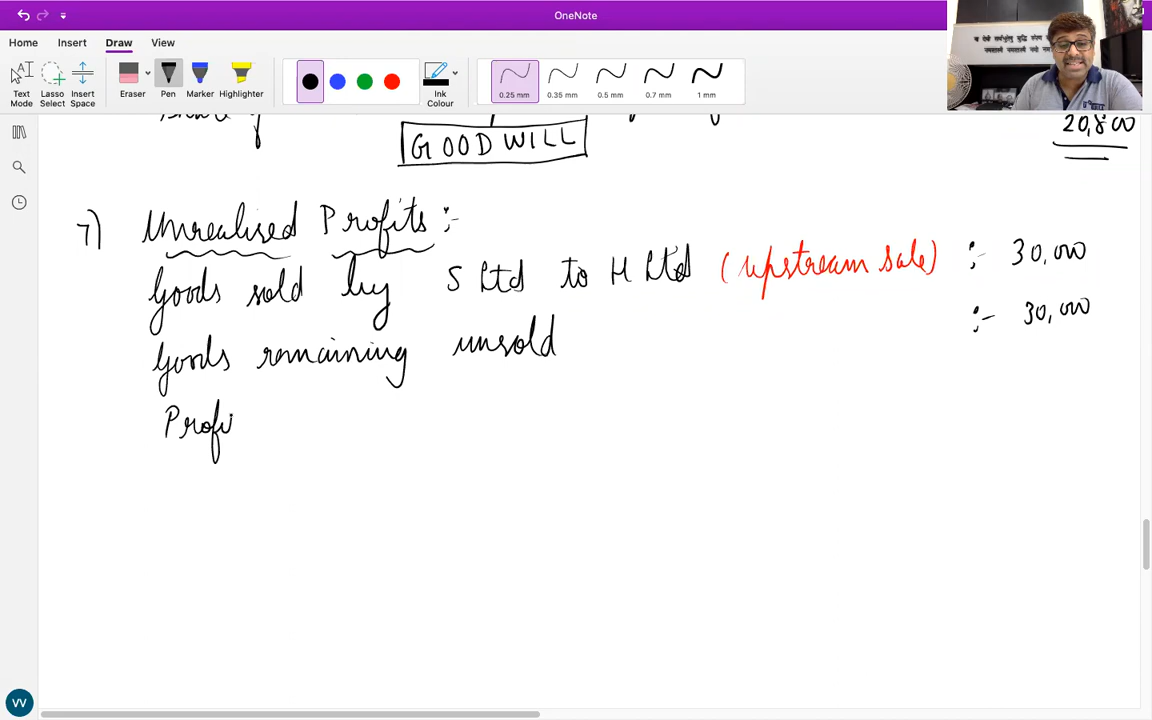 OneNote
Home Insert Draw View
Text Mode
Lasso Select
Insert Space
Eraser
Pen
Marker
Highlighter
Ink Colour
0.25 mm
0.35 mm
0.5 mm
0.7 mm
1 mm
20,800
GOODWILL
7) Unrealised Profits :-
Goods sold by S Ltd to H Ltd (upstream sale) :- 30,000
Goods remaining unsold :- 30,000
Profi
VV